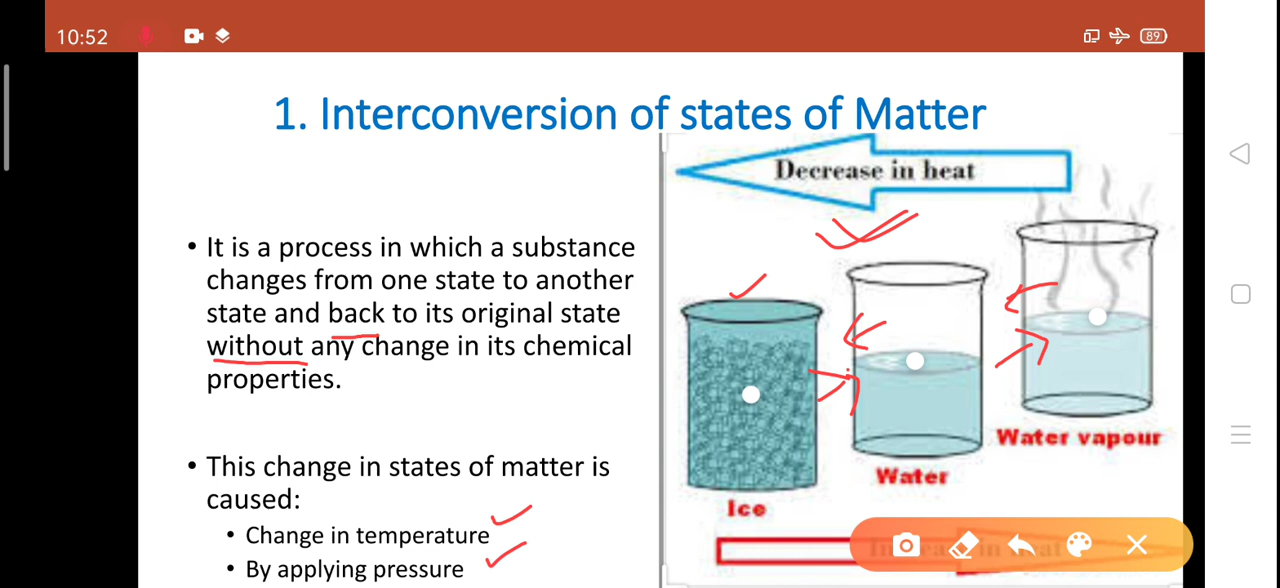 10:52
89
1. Interconversion of states of Matter
Decrease in heat
• It is a process in which a substance
changes from one state to another
state and back to its original state
without any change in its chemical
properties.
Water vapour
Water
Ice
• This change in states of matter is
caused:
• Change in temperature
• By applying pressure
in heat